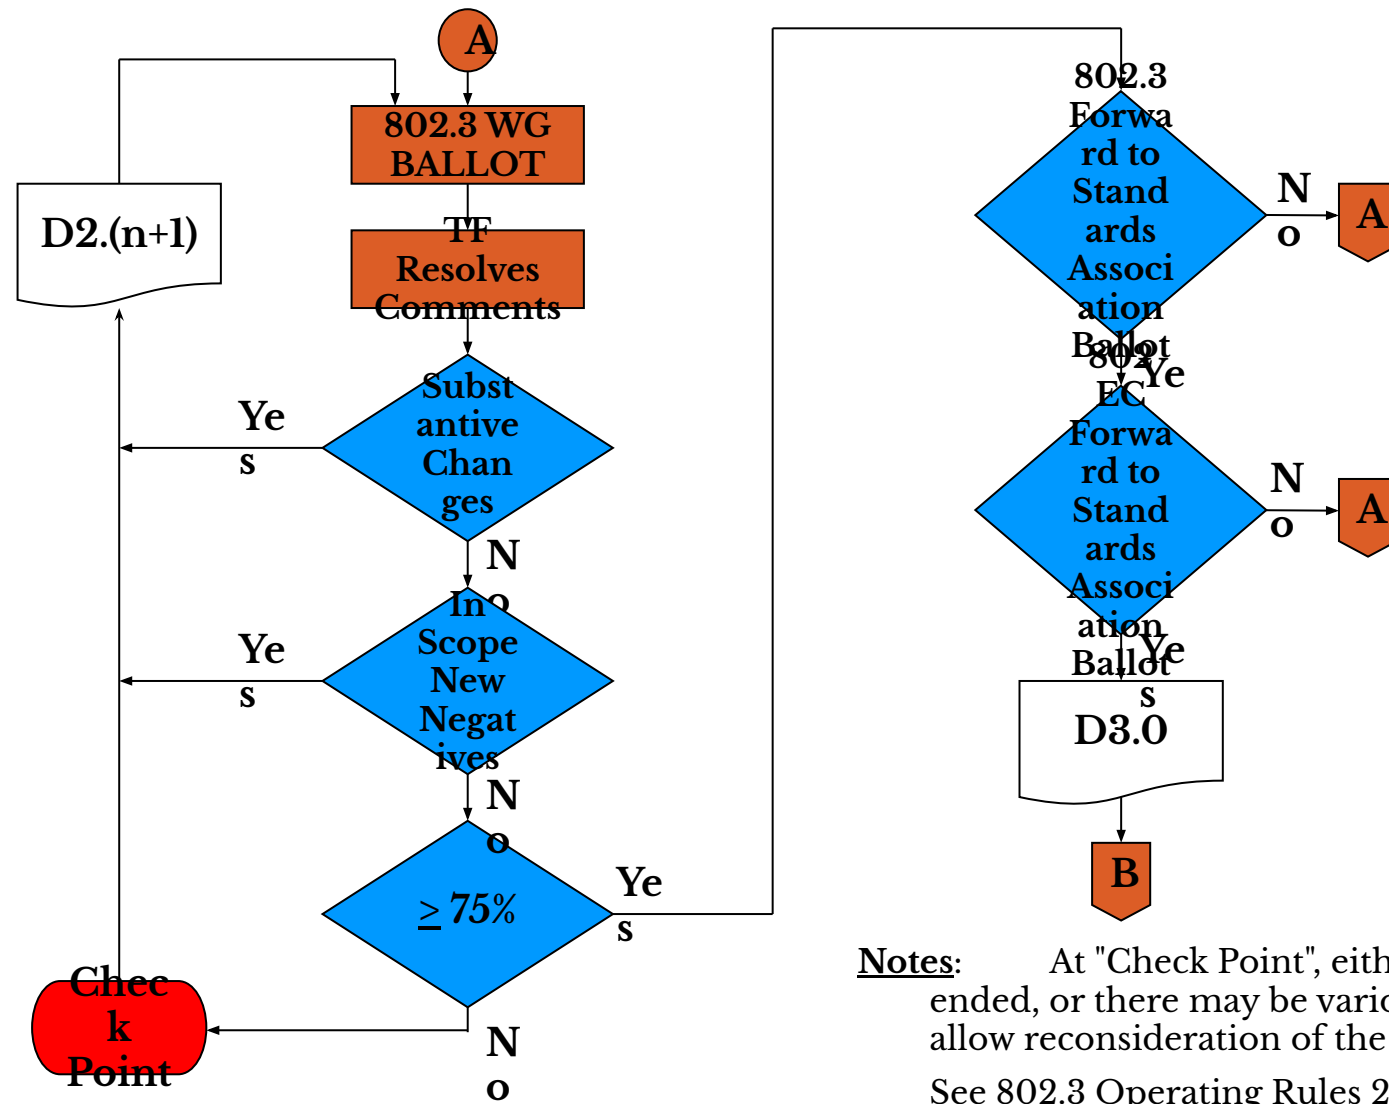 A
802.3 WG
BALLOT
D2.(n+1)
TF
Resolves
Comments
Subst
antive
Chan
ges
Ye
s
N
o
In
Scope
New
Negat
ives
Ye
s
N
o
≥ 75%
Ye
s
N
o
Chec
k
Point
802.3
Forwa
rd to
Stand
ards
Associ
ation
Ballot
N
o
A
Ye
802
EC
Forwa
rd to
Stand
ards
Associ
ation
Ballot
N
o
A
Ye
s
D3.0
B
Notes: At "Check Point", eith
ended, or there may be vario
allow reconsideration of the
See 802.3 Operating Rules 2